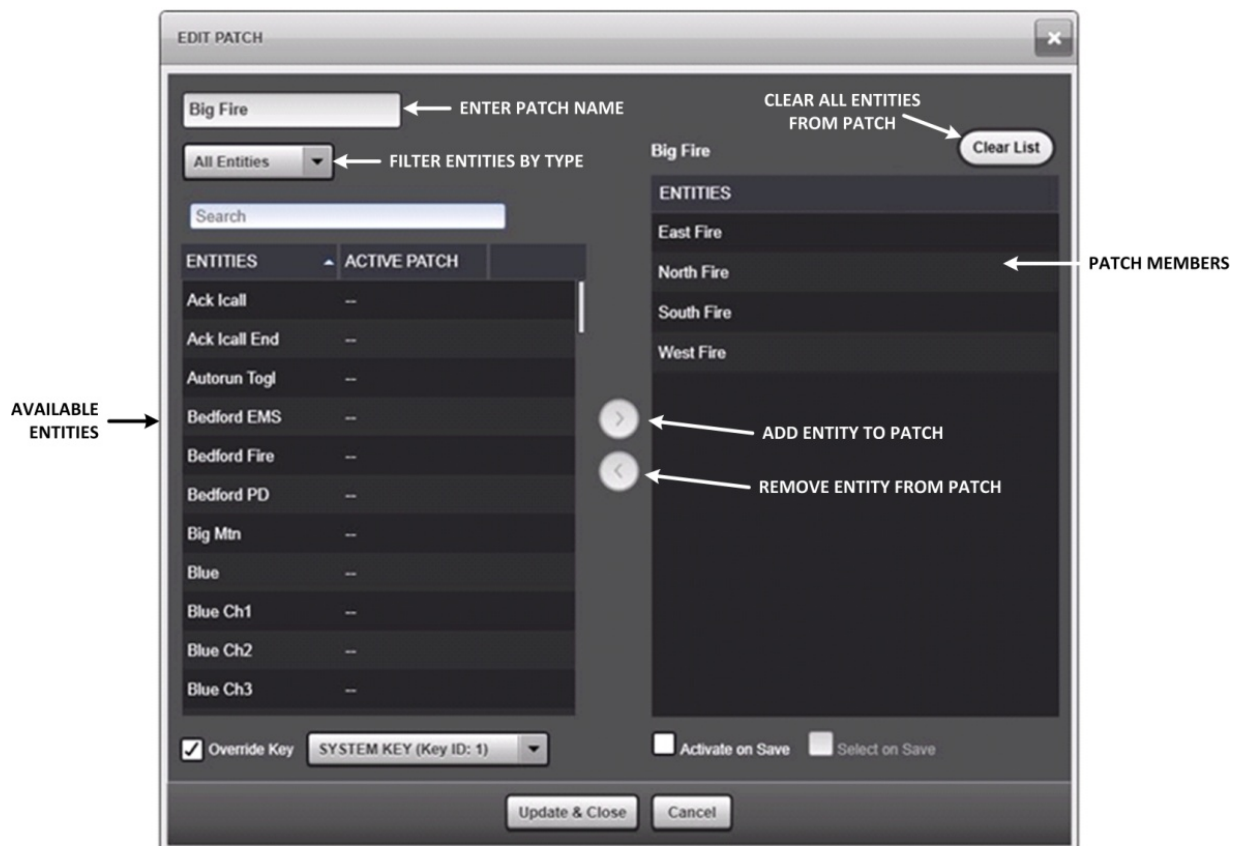 EDIT PATCH
Big Fire
ENTER PATCH NAME
All Entities
FILTER ENTITIES BY TYPE
Search
ENTITIES ACTIVE PATCH
Ack Icall --
Ack Icall End --
Autorun Togl --
Bedford EMS --
Bedford Fire --
Bedford PD --
Big Mtn --
Blue --
Blue Ch1 --
Blue Ch2 --
Blue Ch3 --
AVAILABLE
ENTITIES
Override Key SYSTEM KEY (Key ID: 1)
CLEAR ALL ENTITIES
FROM PATCH
Big Fire
Clear List
ENTITIES
East Fire
North Fire
South Fire
West Fire
PATCH MEMBERS
>
ADD ENTITY TO PATCH
<
REMOVE ENTITY FROM PATCH
Activate on Save Select on Save
Update & Close Cancel